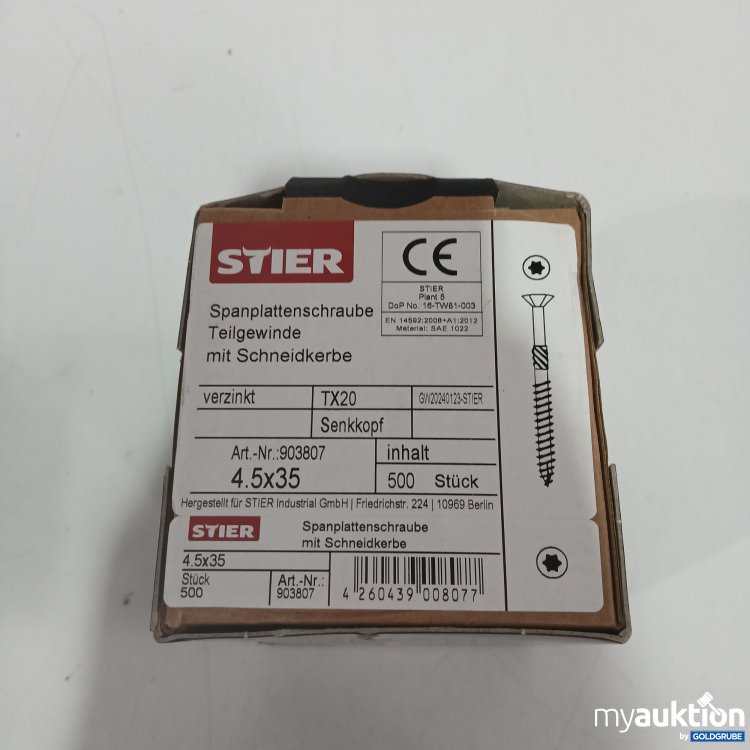 STIER
CE
STIER
Plant 5
DoP No. 16-TW81-003
EN 14592:2008+A1:2012
Material: SAE 1022
Spanplattenschraube
Teilgewinde
mit Schneidkerbe
verzinkt TX20 GW20240123-STIER
Senkkopf
Art.-Nr.:903807 inhalt
4.5x35 500 Stück
Hergestellt für STIER Industrial GmbH | Friedrichstr. 224 | 10969 Berlin
STIER Spanplattenschraube
mit Schneidkerbe
4.5x35
Stück Art.-Nr.:
500 903807
4 260439 008077
myauktion
by GOLDGRUBE